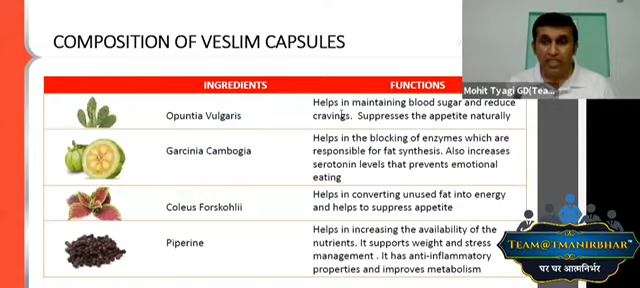 COMPOSITION OF VESLIM CAPSULES
INGREDIENTS
FUNCTIONS
Opuntia Vulgaris
Helps in maintaining blood sugar and reduce
cravings. Suppresses the appetite naturally
Garcinia Cambogia
Helps in the blocking of enzymes which are
responsible for fat synthesis. Also increases
serotonin levels that prevents emotional
eating
Coleus Forskohlii
Helps in converting unused fat into energy
and helps to suppress appetite
Piperine
Helps in increasing the availability of the
nutrients. It supports weight and stress
management . It has anti-inflammatory
properties and improves metabolism
Mohit Tyagi GD(Tea...
TEAM@TMANIRBHAR
घर घर आत्मनिर्भर